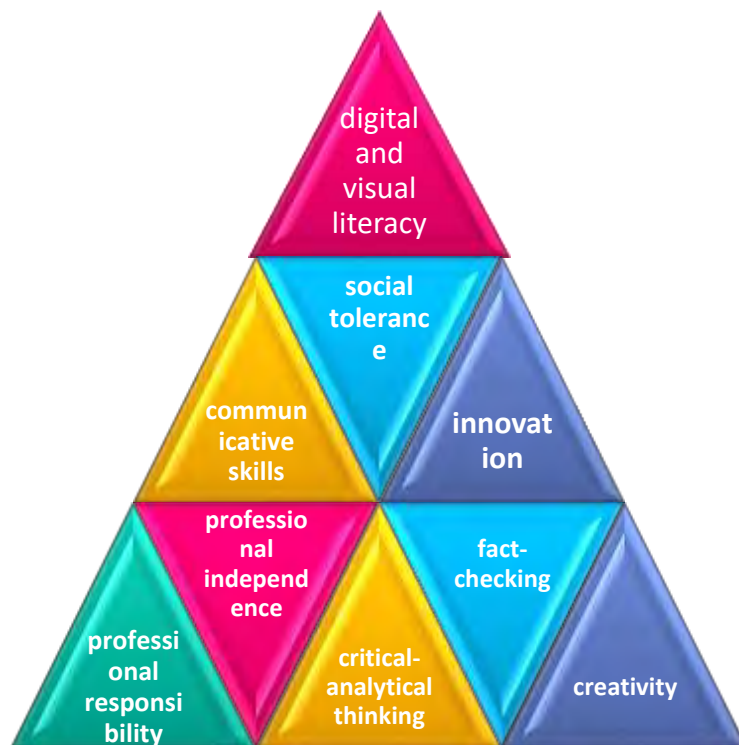 digital
and
visual
literacy
social
toleranc
e
commun
icative
skills
innovat
ion
professio
nal
independ
ence
fact-
checking
professi
onal
responsi
bility
critical-
analytical
thinking
creativity